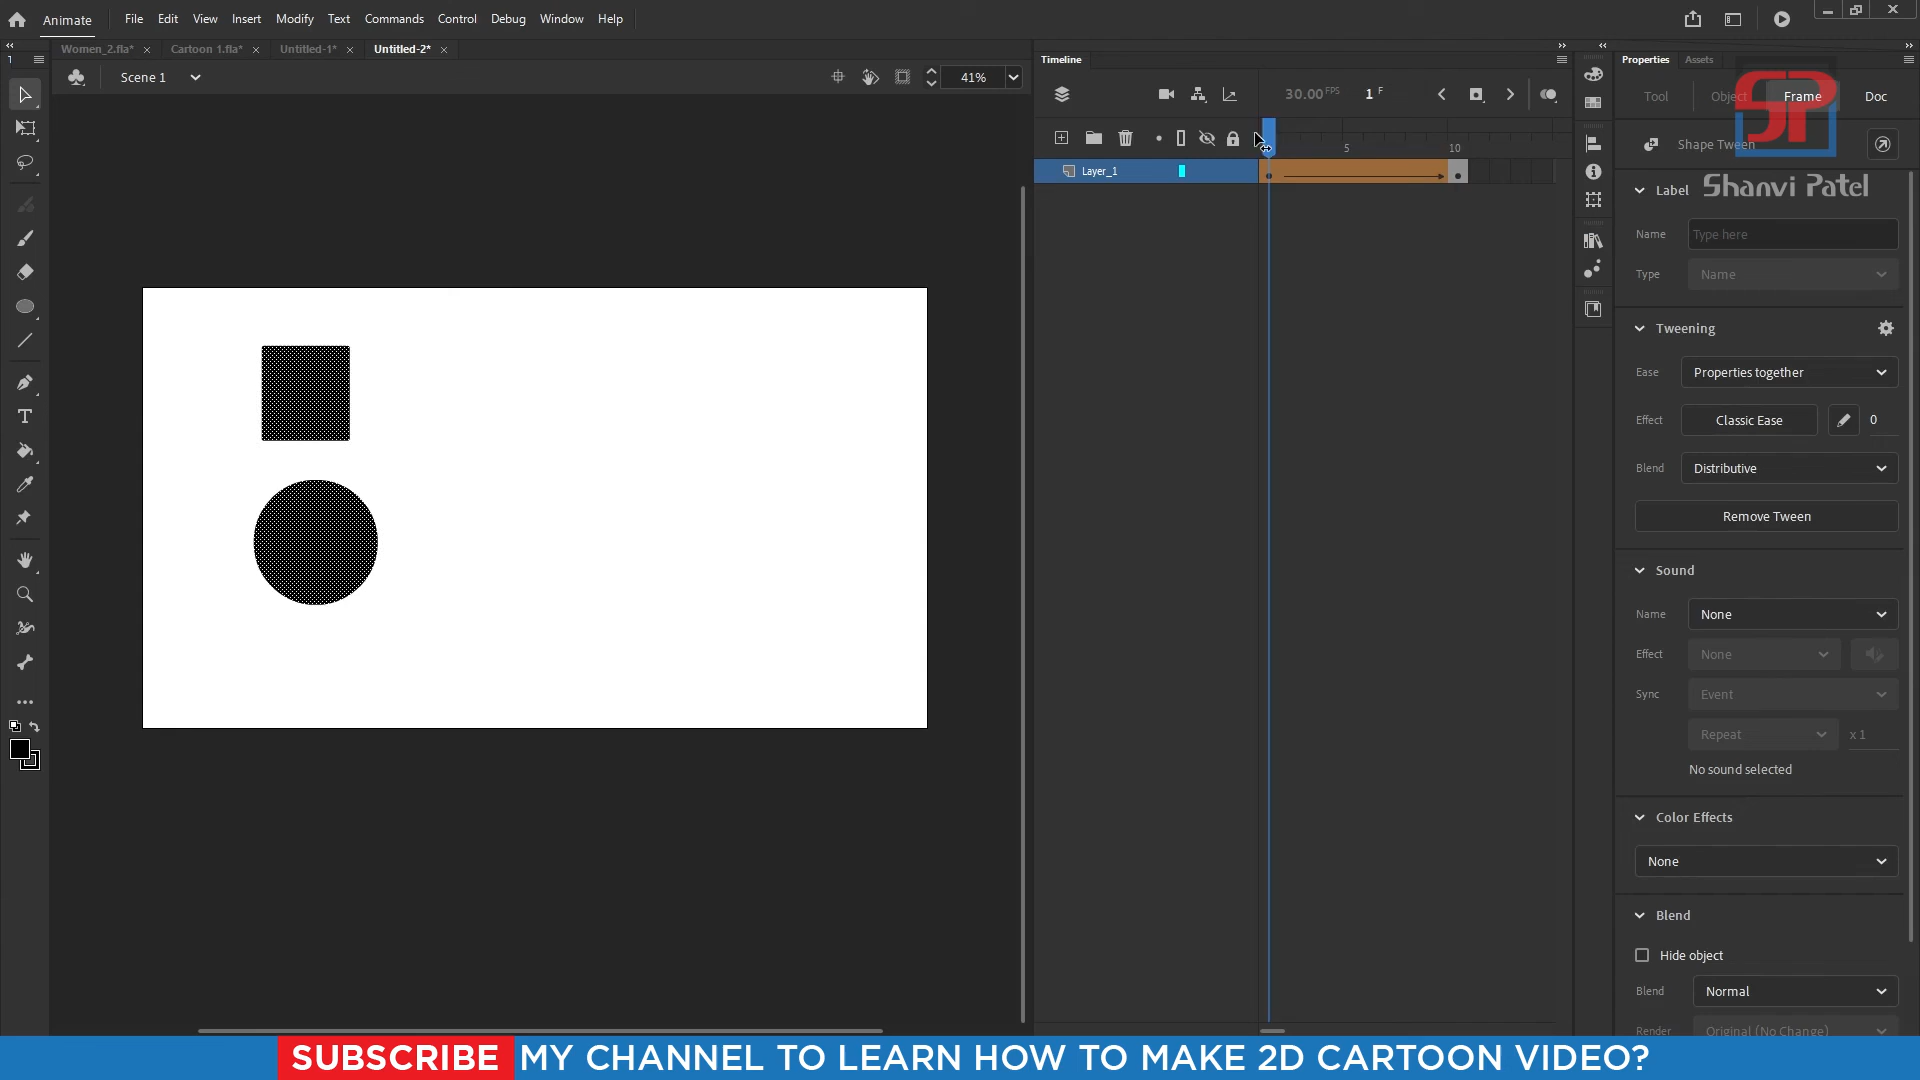 Animate File Edit View Insert Modify Text Commands Control Debug Window Help
Women_2.fla* Cartoon 1.fla* Untitled-1* Untitled-2*
Scene 1 41%
Timeline
30.00 FPS 1 F
5 10
Layer_1
Properties Assets
Tool Object Frame Doc
SP
Shape Tween
Label Shanvi Patel
Name Type here
Type Name
Tweening
Ease Properties together
Effect Classic Ease 0
Blend Distributive
Remove Tween
Sound
Name None
Effect None
Sync Event
Repeat x 1
No sound selected
Color Effects
None
Blend
Hide object
Blend Normal
Render Original (No Change)
SUBSCRIBE MY CHANNEL TO LEARN HOW TO MAKE 2D CARTOON VIDEO?